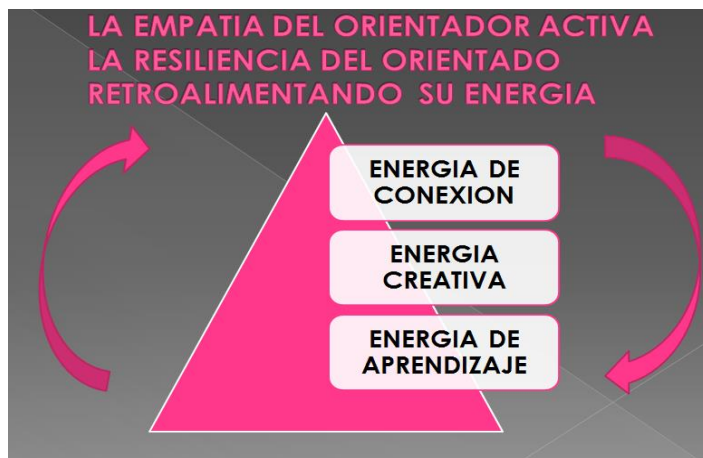 LA EMPATIA DEL ORIENTADOR ACTIVA
LA RESILIENCIA DEL ORIENTADO
RETROALIMENTANDO SU ENERGIA
ENERGIA DE
CONEXION
ENERGIA
CREATIVA
ENERGIA DE
APRENDIZAJE